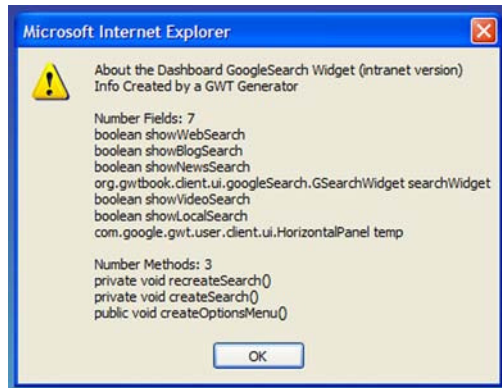 Microsoft Internet Explorer
About the Dashboard GoogleSearch Widget (intranet version)
Info Created by a GWT Generator
Number Fields: 7
boolean showWebSearch
boolean showBlogSearch
boolean showNewsSearch
org.gwtbook.client.ui.googleSearch.GSearchWidget searchWidget
boolean showVideoSearch
boolean showLocalSearch
com.google.gwt.user.client.ui.HorizontalPanel temp
Number Methods: 3
private void recreateSearch()
private void createSearch()
public void createOptionsMenu()
OK